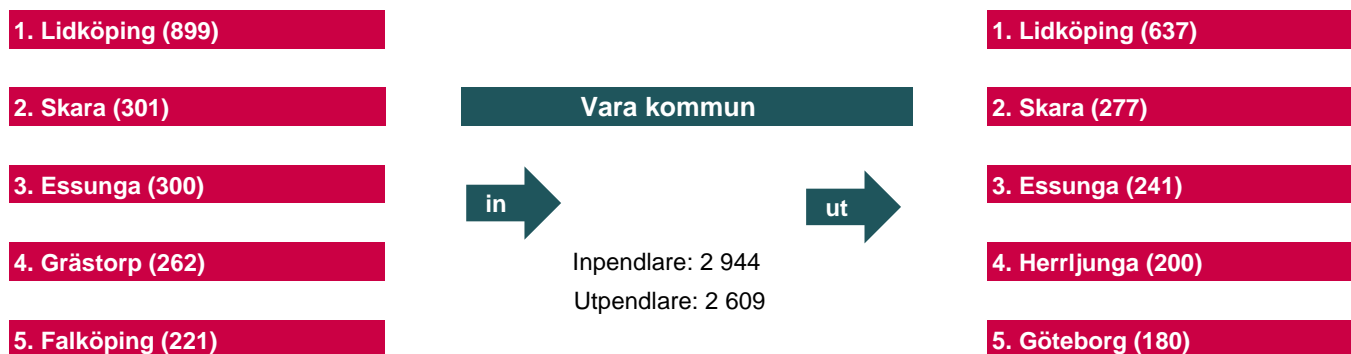 1. Lidköping (899)
2. Skara (301)
3. Essunga (300)
4. Grästorp (262)
5. Falköping (221)
Vara kommun
in
ut
Inpendlare: 2 944
Utpendlare: 2 609
1. Lidköping (637)
2. Skara (277)
3. Essunga (241)
4. Herrljunga (200)
5. Göteborg (180)